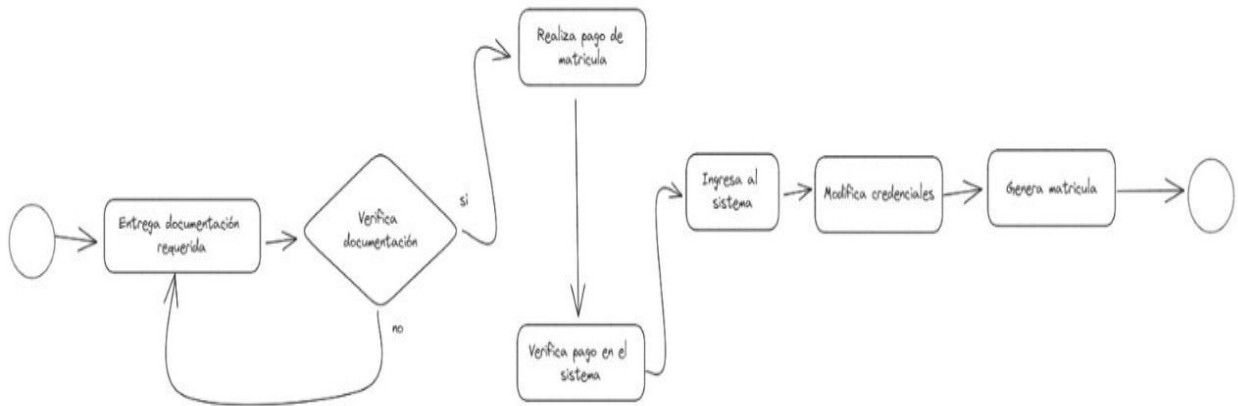 Entrega documentación
requerida
Verifica
documentación
si
no
Realiza pago de
matricula
Verifica pago en el
sistema
Ingresa al
sistema
Modifica credenciales
Genera matricula